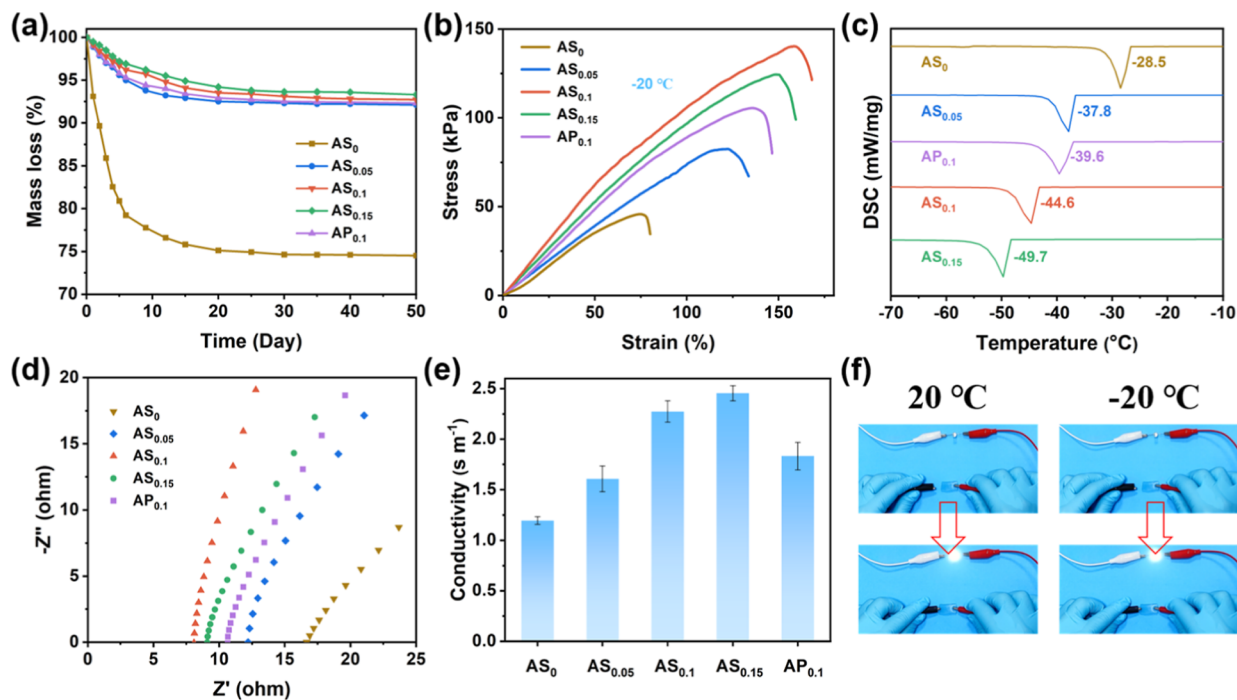 (a)
100
95
90
85
80
75
70
Mass loss (%)
0 10 20 30 40 50
Time (Day)
AS0
AS0.05
AS0.1
AS0.15
AP0.1
(b)
150
125
100
75
50
25
0
Stress (kPa)
0 50 100 150
Strain (%)
AS0
AS0.05
AS0.1
AS0.15
AP0.1
-20 °C
(c)
DSC (mW/mg)
AS0 -28.5
AS0.05 -37.8
AP0.1 -39.6
AS0.1 -44.6
AS0.15 -49.7
-70 -60 -50 -40 -30 -20 -10
Temperature (°C)
(d)
20
15
10
5
0
-Z'' (ohm)
0 5 10 15 20 25
Z' (ohm)
AS0
AS0.05
AS0.1
AS0.15
AP0.1
(e)
2.5
2.0
1.5
1.0
0.5
0.0
Conductivity (s m-1)
AS0 AS0.05 AS0.1 AS0.15 AP0.1
(f)
20 °C -20 °C